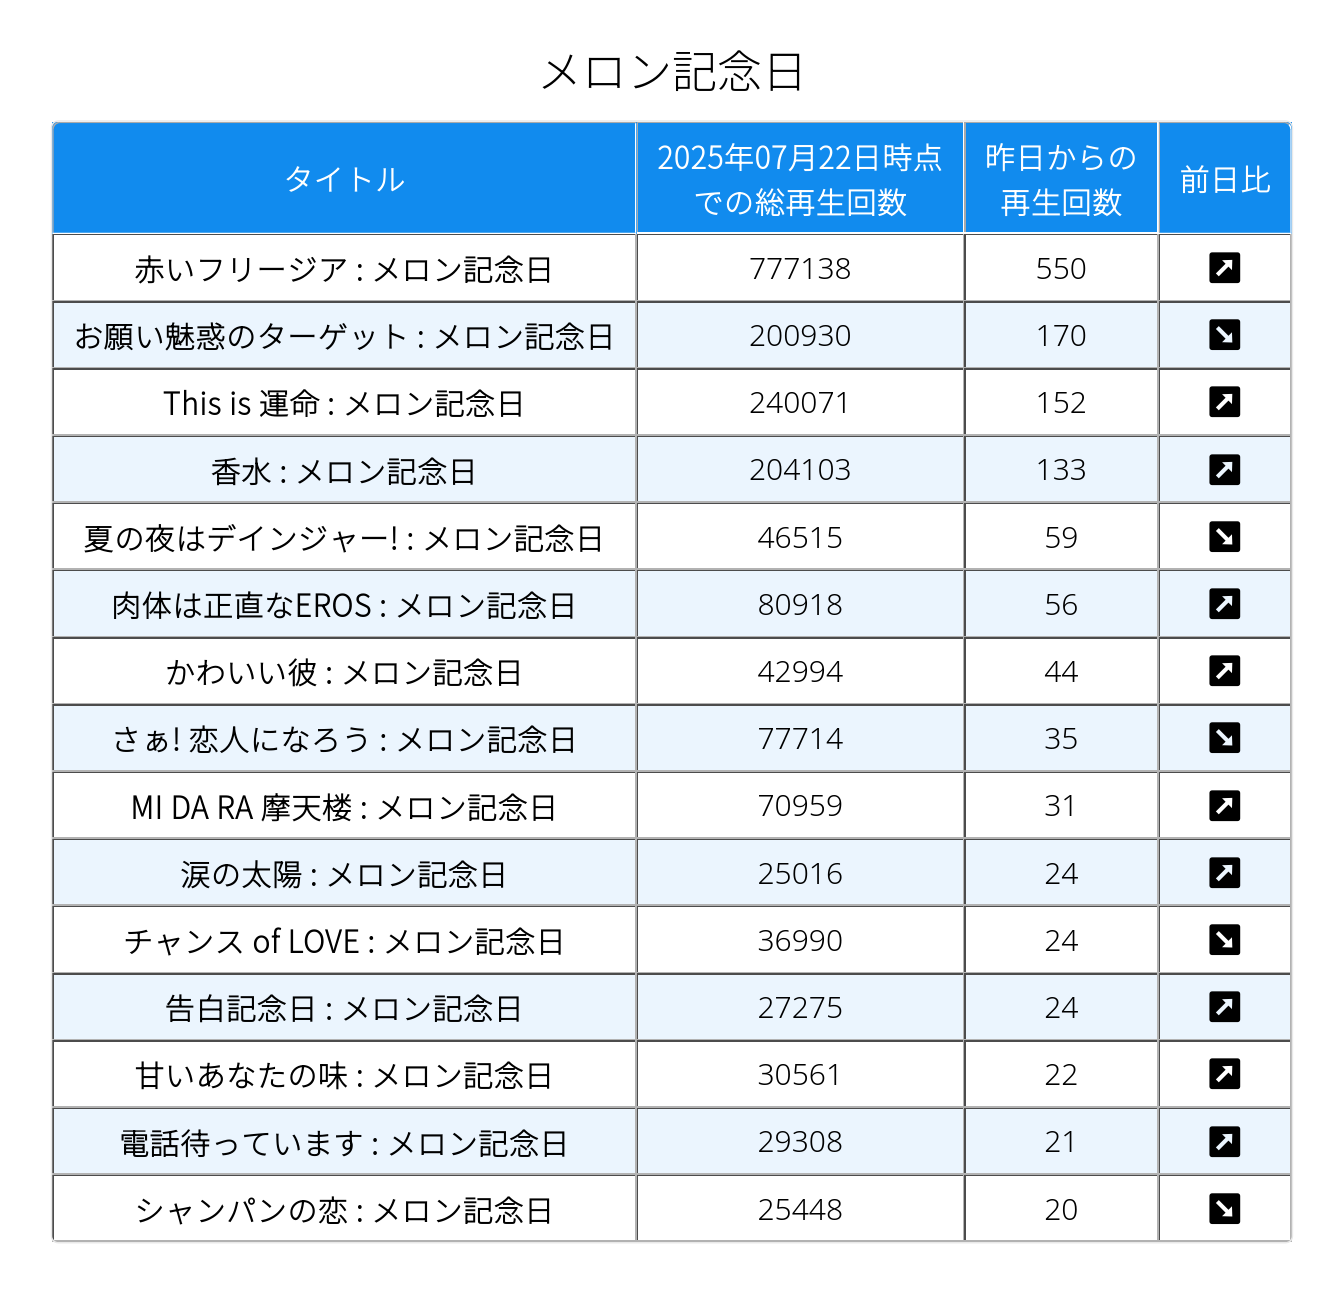 メロン記念日
タイトル
2025年07月22日時点
での総再生回数
昨日からの
再生回数
前日比
赤いフリージア : メロン記念日 777138 550 ↗
お願い魅惑のターゲット : メロン記念日 200930 170 ↘
This is 運命 : メロン記念日 240071 152 ↗
香水 : メロン記念日 204103 133 ↗
夏の夜はデインジャー! : メロン記念日 46515 59 ↘
肉体は正直なEROS : メロン記念日 80918 56 ↗
かわいい彼 : メロン記念日 42994 44 ↗
さぁ! 恋人になろう : メロン記念日 77714 35 ↘
MI DA RA 摩天楼 : メロン記念日 70959 31 ↗
涙の太陽 : メロン記念日 25016 24 ↗
チャンス of LOVE : メロン記念日 36990 24 ↘
告白記念日 : メロン記念日 27275 24 ↗
甘いあなたの味 : メロン記念日 30561 22 ↗
電話待っています : メロン記念日 29308 21 ↗
シャンパンの恋 : メロン記念日 25448 20 ↘